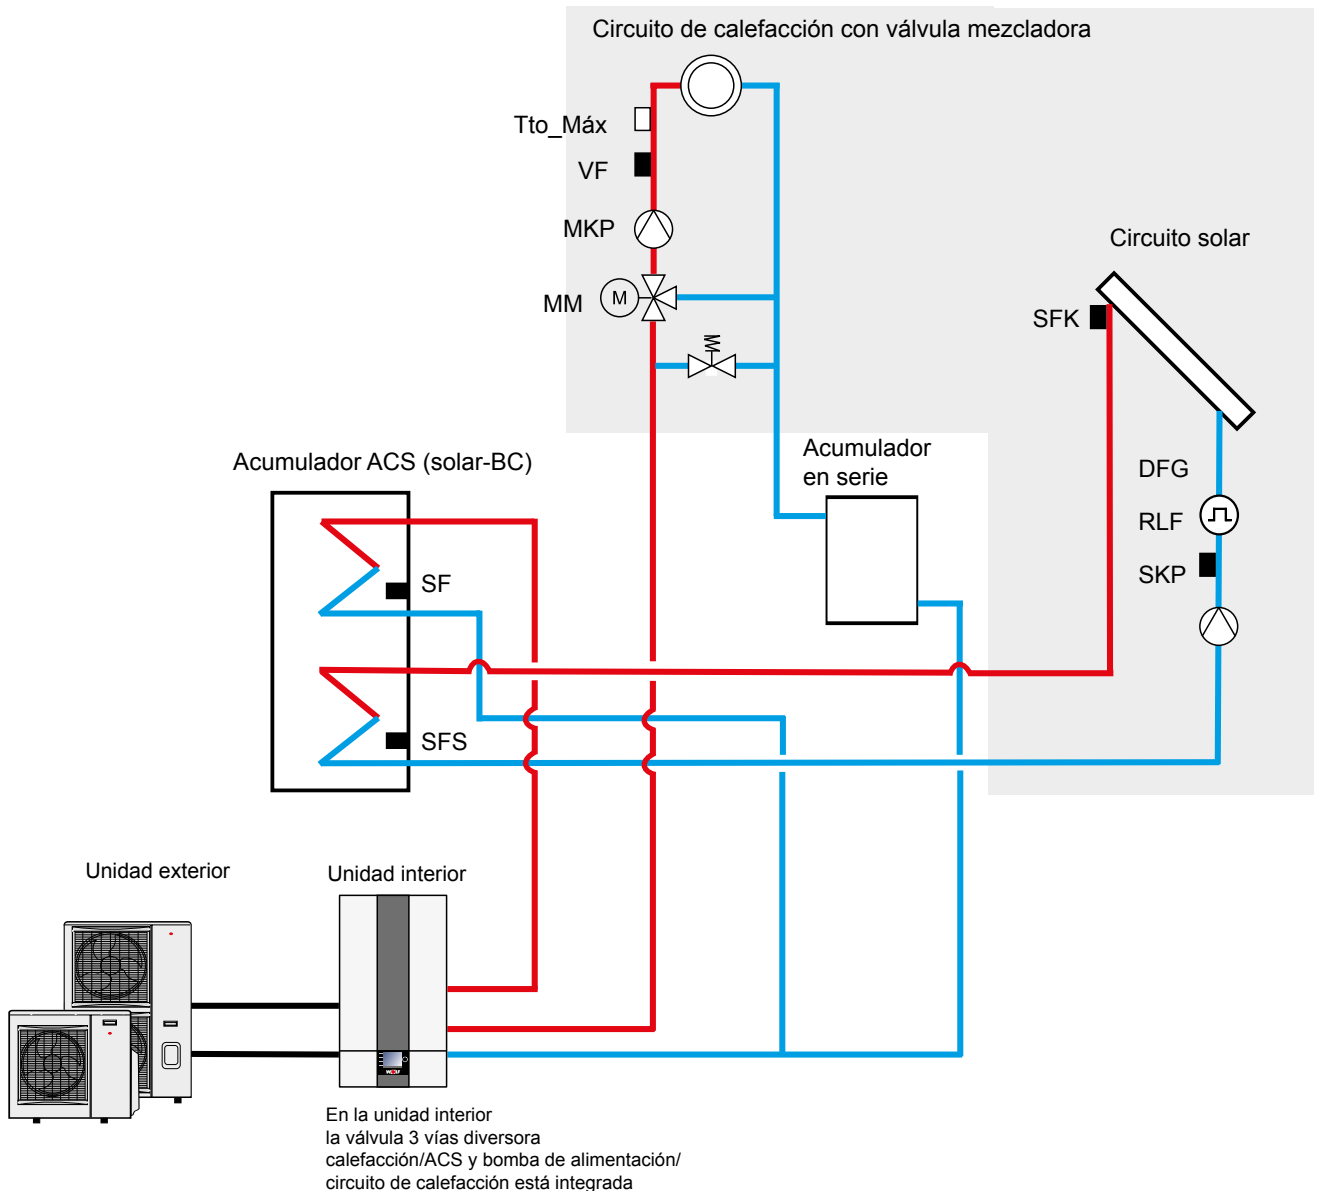 Circuito de calefacción con válvula mezcladora
Tto_Máx
VF
MKP
MM
M
Circuito solar
SFK
DFG
RLF
SKP
Acumulador
en serie
Acumulador ACS (solar-BC)
SF
SFS
Unidad exterior
Unidad interior
WOLF
En la unidad interior
la válvula 3 vías diversora
calefacción/ACS y bomba de alimentación/
circuito de calefacción está integrada